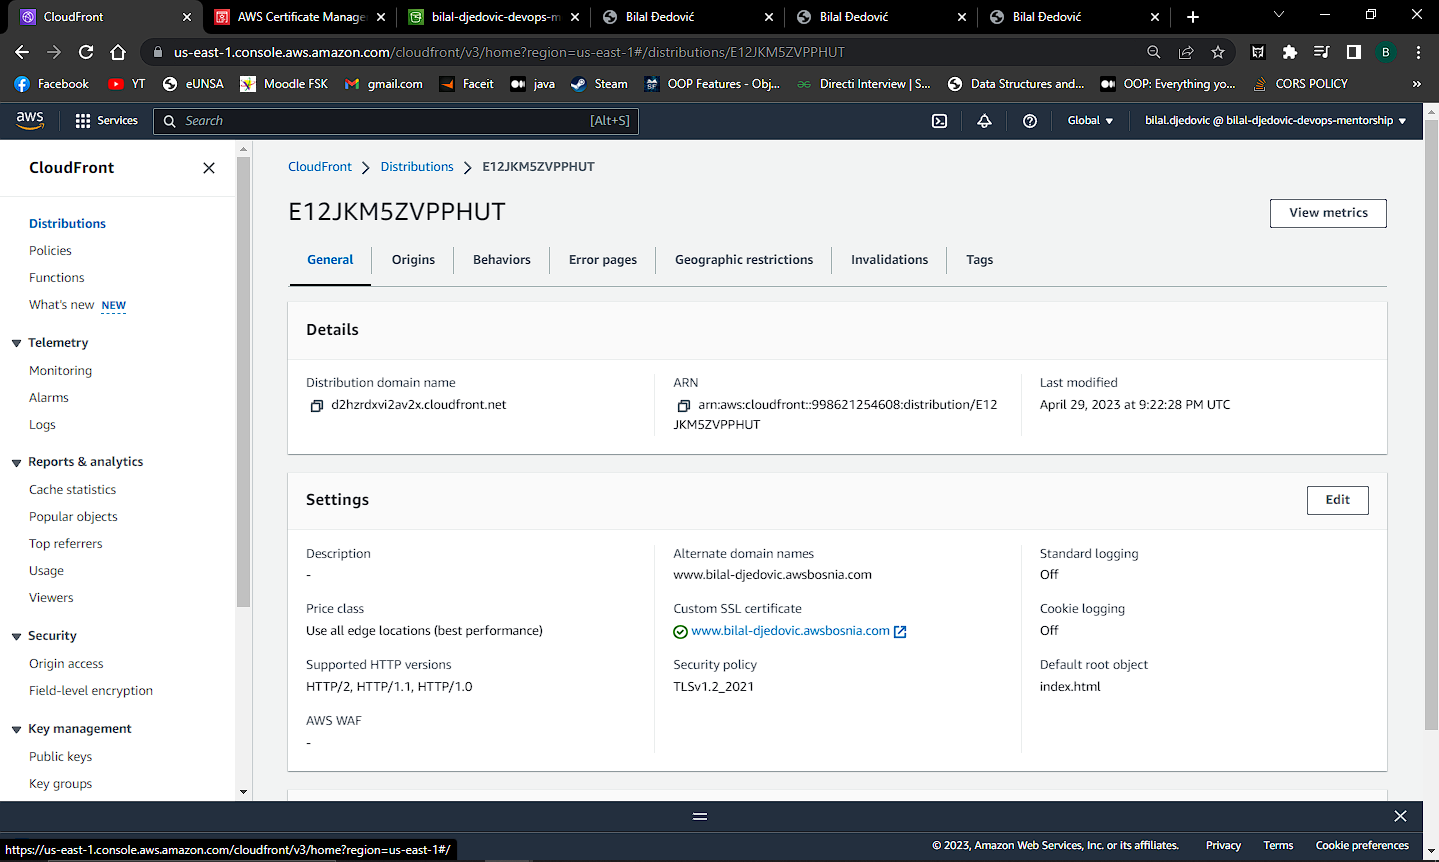 CloudFront
AWS Certificate Manage
bilal-djedovic-devops-m
Bilal Đedović
Bilal Đedović
Bilal Đedović
us-east-1.console.aws.amazon.com/cloudfront/v3/home?region=us-east-1#/distributions/E12JKM5ZVPPHUT
B
Facebook
YT
eUNSA
Moodle FSK
gmail.com
Faceit
java
Steam
OOP Features - Obj...
Directi Interview | S...
Data Structures and...
OOP: Everything yo...
CORS POLICY
»
aws
Services
Search
[Alt+S]
Global
bilal.djedovic @ bilal-djedovic-devops-mentorship
CloudFront
Distributions
Policies
Functions
What's new NEW
Telemetry
Monitoring
Alarms
Logs
Reports & analytics
Cache statistics
Popular objects
Top referrers
Usage
Viewers
Security
Origin access
Field-level encryption
Key management
Public keys
Key groups
CloudFront > Distributions > E12JKM5ZVPPHUT
E12JKM5ZVPPHUT
View metrics
General
Origins
Behaviors
Error pages
Geographic restrictions
Invalidations
Tags
Details
Distribution domain name
d2hzrdxvi2av2x.cloudfront.net
ARN
arn:aws:cloudfront::998621254608:distribution/E12
JKM5ZVPPHUT
Last modified
April 29, 2023 at 9:22:28 PM UTC
Settings
Edit
Description
-
Price class
Use all edge locations (best performance)
Supported HTTP versions
HTTP/2, HTTP/1.1, HTTP/1.0
AWS WAF
-
Alternate domain names
www.bilal-djedovic.awsbosnia.com
Custom SSL certificate
www.bilal-djedovic.awsbosnia.com
Security policy
TLSv1.2_2021
Standard logging
Off
Cookie logging
Off
Default root object
index.html
https://us-east-1.console.aws.amazon.com/cloudfront/v3/home?region=us-east-1#/
© 2023, Amazon Web Services, Inc. or its affiliates.
Privacy
Terms
Cookie preferences